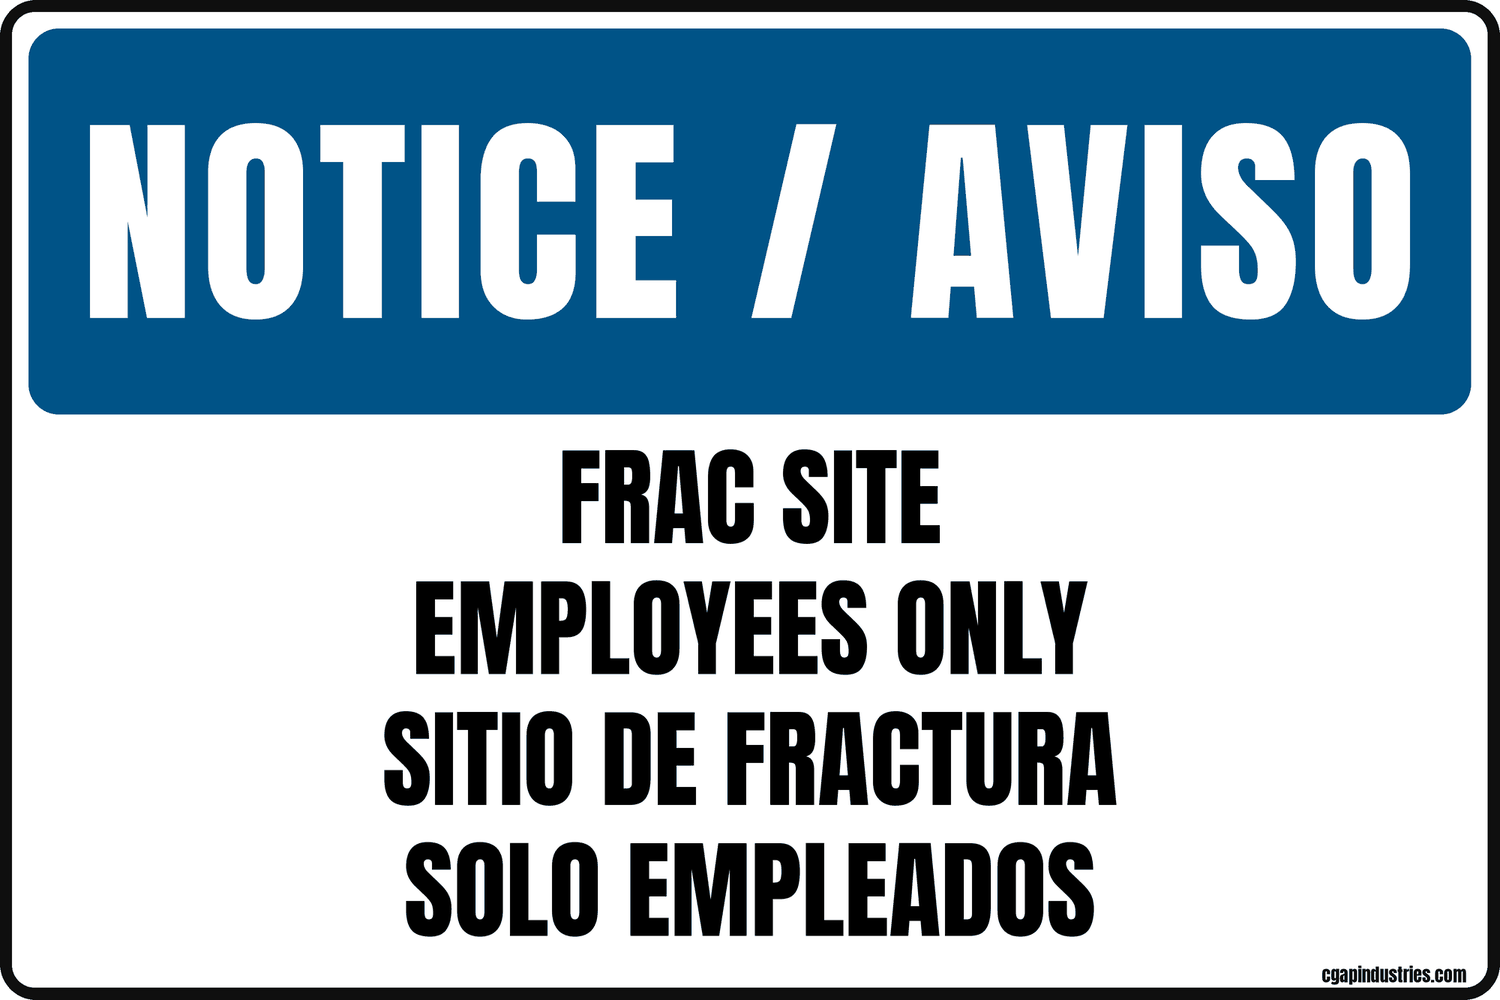 NOTICE / AVISO
FRAC SITE
EMPLOYEES ONLY
SITIO DE FRACTURA
SOLO EMPLEADOS
cgapindustries.com